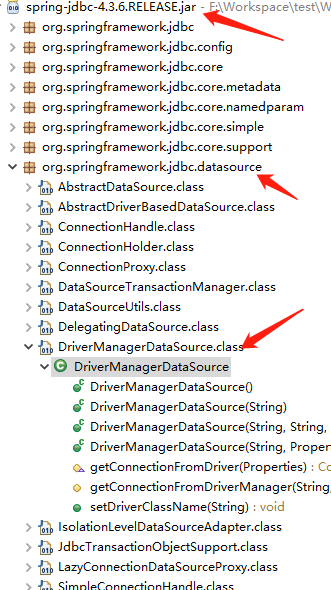 spring-jdbc-4.3.6.RELEASE.jar - F:\Workspace\test\W
org.springframework.jdbc
org.springframework.jdbc.config
org.springframework.jdbc.core
org.springframework.jdbc.core.metadata
org.springframework.jdbc.core.namedparam
org.springframework.jdbc.core.simple
org.springframework.jdbc.core.support
org.springframework.jdbc.datasource
AbstractDataSource.class
AbstractDriverBasedDataSource.class
ConnectionHandle.class
ConnectionHolder.class
ConnectionProxy.class
DataSourceTransactionManager.class
DataSourceUtils.class
DelegatingDataSource.class
DriverManagerDataSource.class
DriverManagerDataSource
DriverManagerDataSource()
DriverManagerDataSource(String)
DriverManagerDataSource(String, String,
DriverManagerDataSource(String, Proper
getConnectionFromDriver(Properties) : Co
getConnectionFromDriverManager(String,
setDriverClassName(String) : void
IsolationLevelDataSourceAdapter.class
JdbcTransactionObjectSupport.class
LazyConnectionDataSourceProxy.class
SimpleConnectionHandle.class